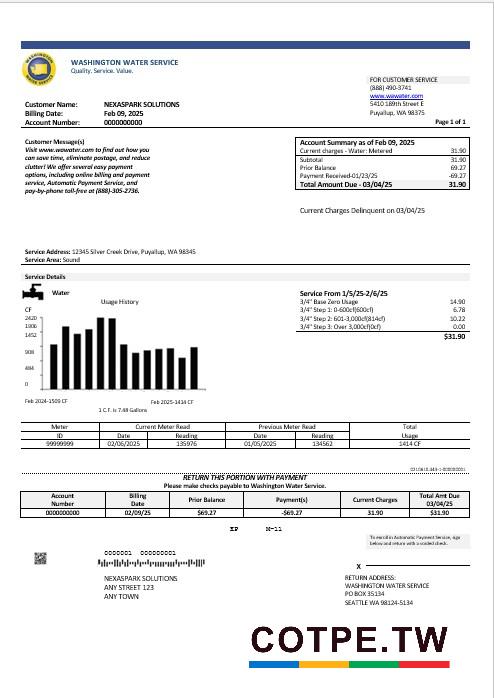 WASHINGTON WATER SERVICE
Quality. Service. Value.
FOR CUSTOMER SERVICE
(888) 490-3741
www.wawater.com
5410 189th Street E
Puyallup, WA 98375
Customer Name: NEXASPARK SOLUTIONS
Billing Date: Feb 09, 2025
Account Number: 0000000000
Page 1 of 1
Customer Message(s)
Visit www.wawater.com to find out how you
can save time, eliminate postage, and reduce
clutter! We offer several easy payment
options, including online billing and payment
service, Automatic Payment Service, and
pay-by-phone toll-free at (888)-305-2736.
Account Summary as of Feb 09, 2025
Current charges - Water: Metered 31.90
Subtotal 31.90
Prior Balance 69.27
Payment Received-01/23/25 -69.27
Total Amount Due - 03/04/25 31.90
Current Charges Delinquent on 03/04/25
Service Address: 12345 Silver Creek Drive, Puyallup, WA 98345
Service Area: Sound
Service Details
Water
Usage History
CF
2420
1906
1452
908
484
0
Feb 2024-1509 CF Feb 2025-1414 CF
1 C.F. is 7.48 Gallons
Service From 1/5/25-2/6/25
3/4" Base Zero Usage 14.90
3/4" Step 1: 0-600cf(600cf) 6.78
3/4" Step 2: 601-3,000cf(814cf) 10.22
3/4" Step 3: Over 3,000cf(0cf) 0.00
$31.90
Meter Current Meter Read Previous Meter Read Total
ID Date Reading Date Reading Usage
99999999 02/06/2025 135976 01/05/2025 134562 1414 CF
RETURN THIS PORTION WITH PAYMENT
Please make checks payable to Washington Water Service.
Account Number Billing Date Prior Balance Payment(s) Current Charges Total Amt Due 03/04/25
0000000000 02/09/25 $69.27 -$69.27 31.90 $31.90
To enroll in Automatic Payment Service, sign
below and return with a voided check.
X
NEXASPARK SOLUTIONS
ANY STREET 123
ANY TOWN
RETURN ADDRESS:
WASHINGTON WATER SERVICE
PO BOX 35134
SEATTLE WA 98124-5134
COTPE.TW